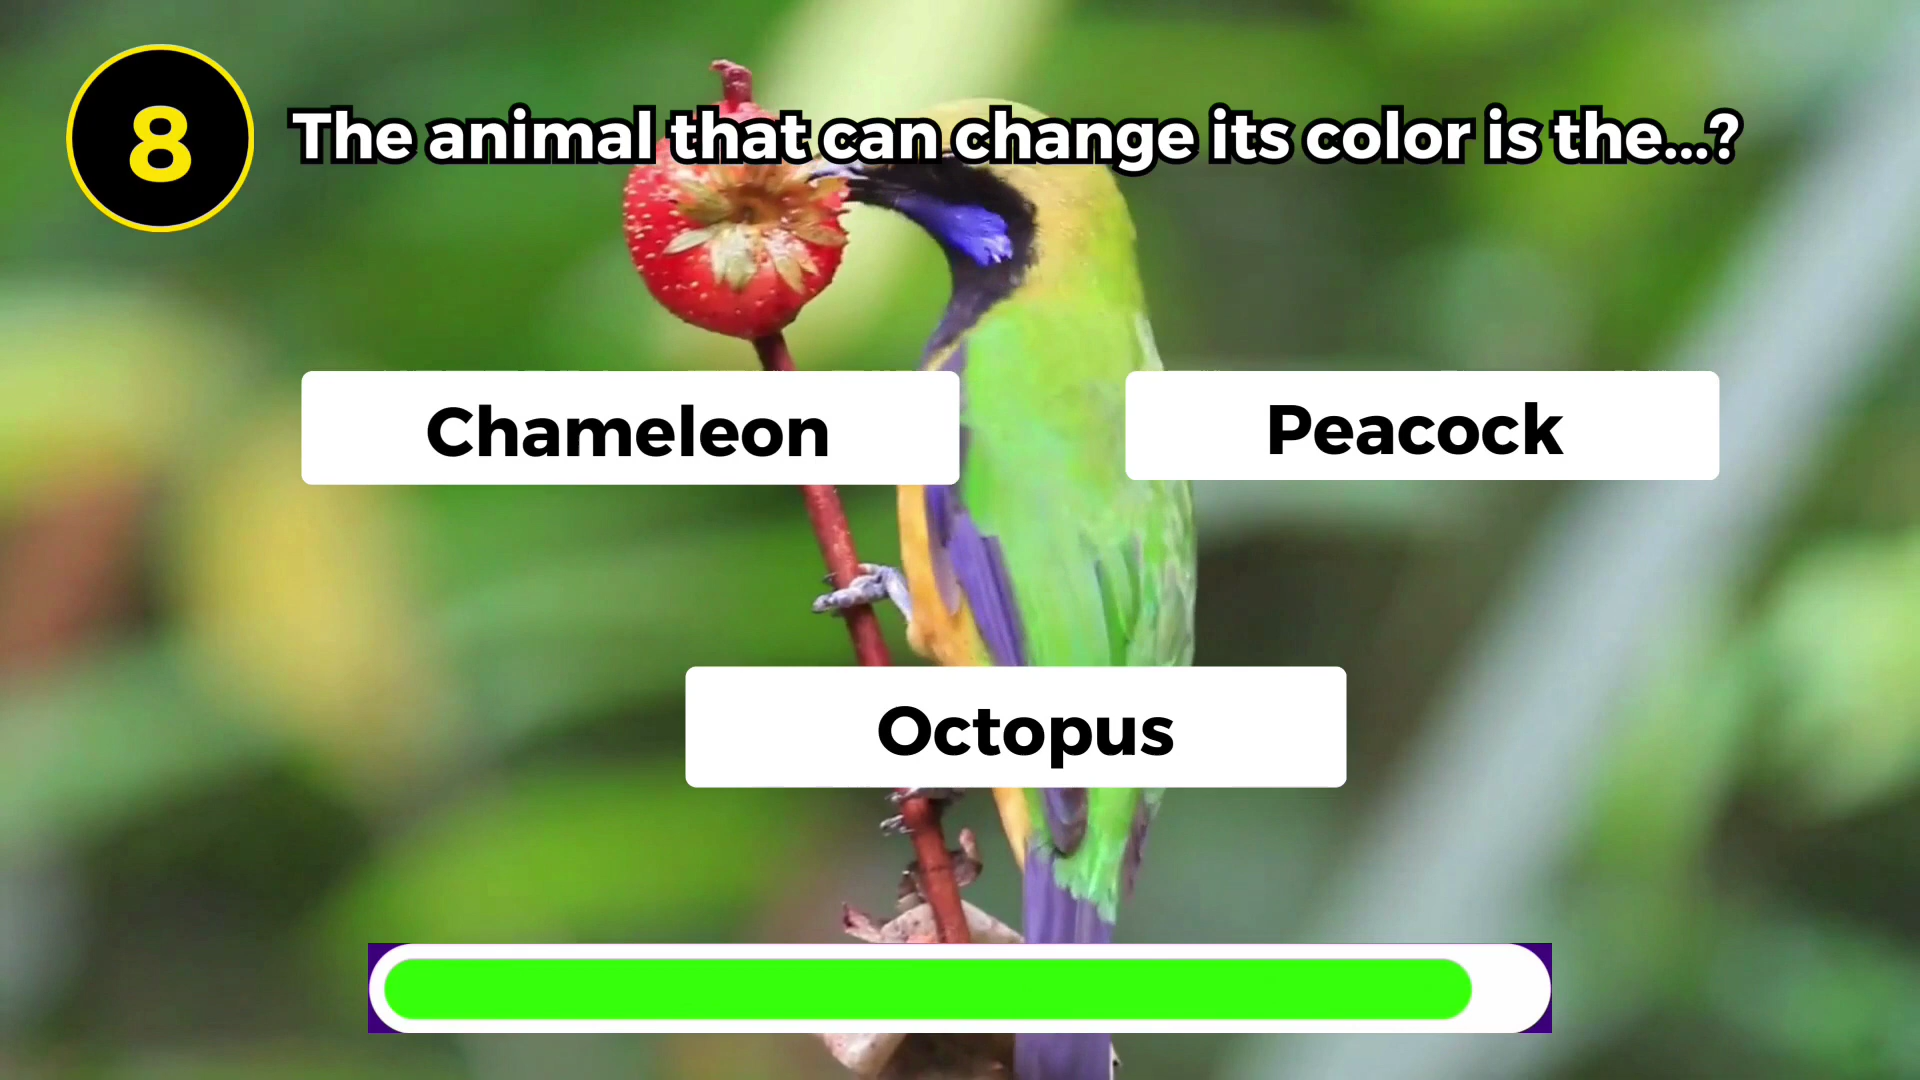 8
The animal that can change its color is the...?
Chameleon
Peacock
Octopus